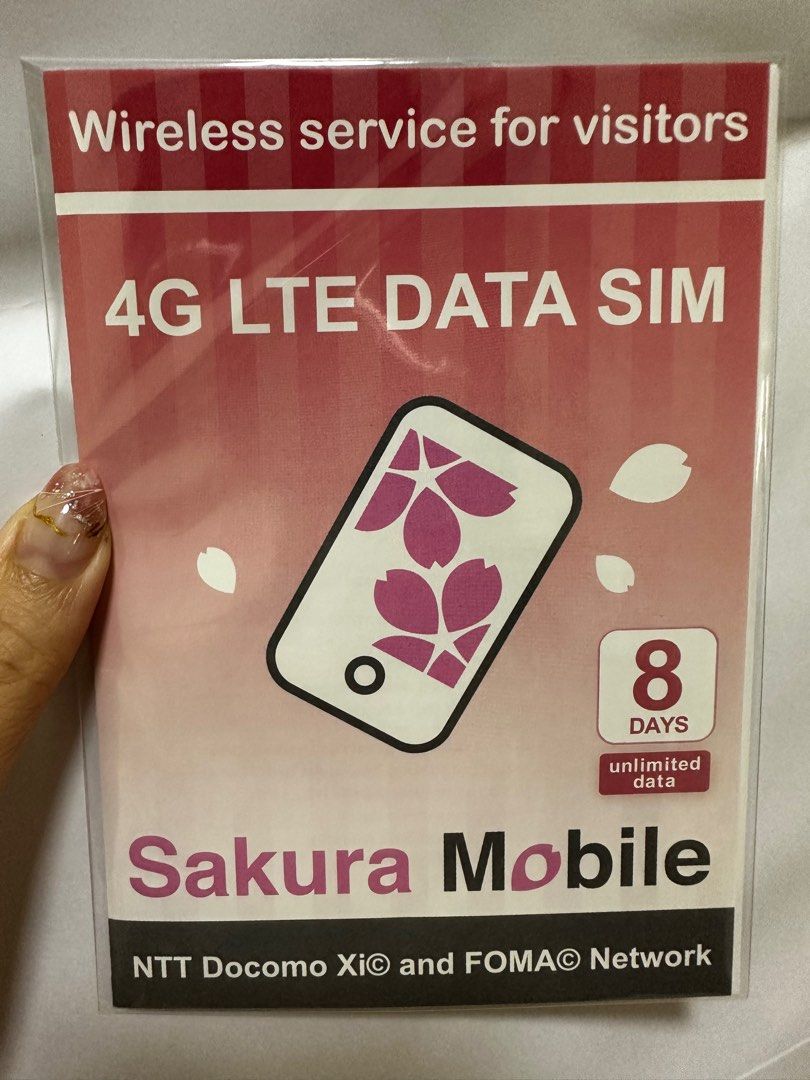 Wireless service for visitors
4G LTE DATA SIM
8
DAYS
unlimited
data
Sakura Mobile
NTT Docomo Xi© and FOMA© Network